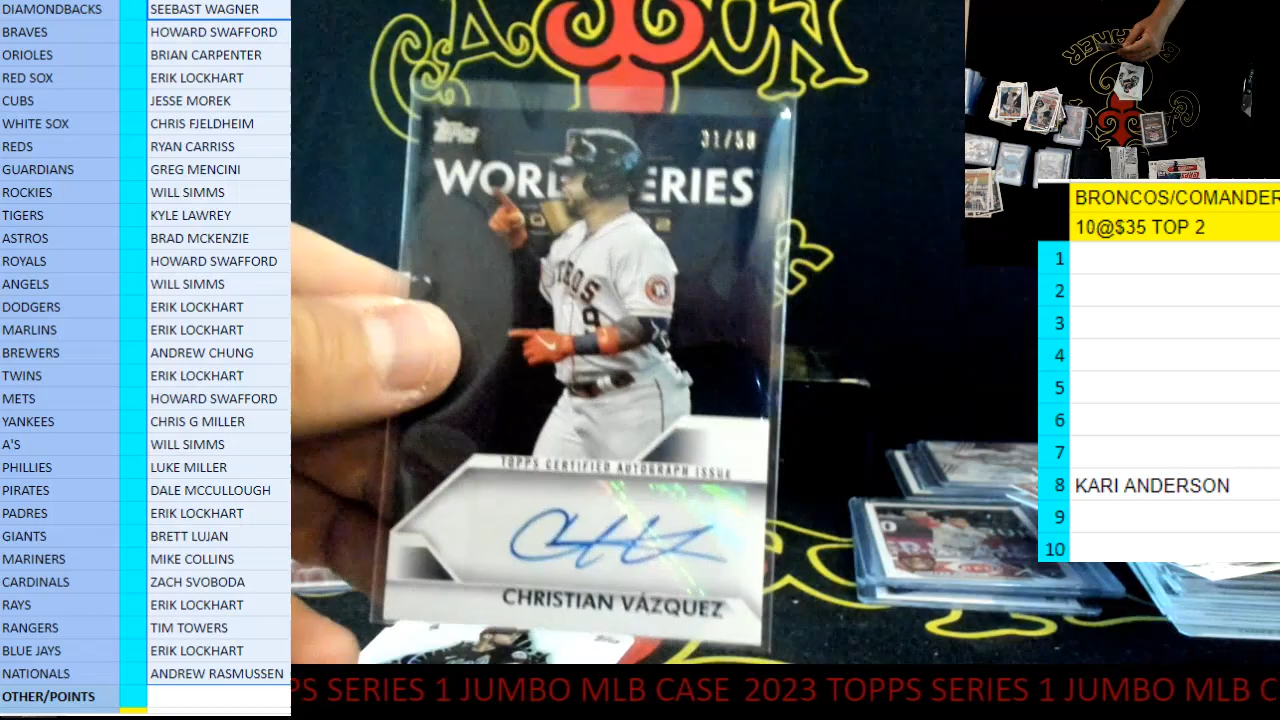 DIAMONDBACKS SEEBAST WAGNER
BRAVES HOWARD SWAFFORD
ORIOLES BRIAN CARPENTER
RED SOX ERIK LOCKHART
CUBS JESSE MOREK
WHITE SOX CHRIS FJELDHEIM
REDS RYAN CARRISS
GUARDIANS GREG MENCINI
ROCKIES WILL SIMMS
TIGERS KYLE LAWREY
ASTROS BRAD MCKENZIE
ROYALS HOWARD SWAFFORD
ANGELS WILL SIMMS
DODGERS ERIK LOCKHART
MARLINS ERIK LOCKHART
BREWERS ANDREW CHUNG
TWINS ERIK LOCKHART
METS HOWARD SWAFFORD
YANKEES CHRIS G MILLER
A'S WILL SIMMS
PHILLIES LUKE MILLER
PIRATES DALE MCCULLOUGH
PADRES ERIK LOCKHART
GIANTS BRETT LUJAN
MARINERS MIKE COLLINS
CARDINALS ZACH SVOBODA
RAYS ERIK LOCKHART
RANGERS TIM TOWERS
BLUE JAYS ERIK LOCKHART
NATIONALS ANDREW RASMUSSEN
OTHER/POINTS
Topps
31/50
WOR ERIES
TROS
9
TOPPS CERTIFIED AUTOGRAPH ISSUE
CHRISTIAN VÁZQUEZ
BRONCOS/COMANDER
10@$35 TOP 2
1
2
3
4
5
6
7
8 KARI ANDERSON
9
10
PS SERIES 1 JUMBO MLB CASE 2023 TOPPS SERIES 1 JUMBO MLB C